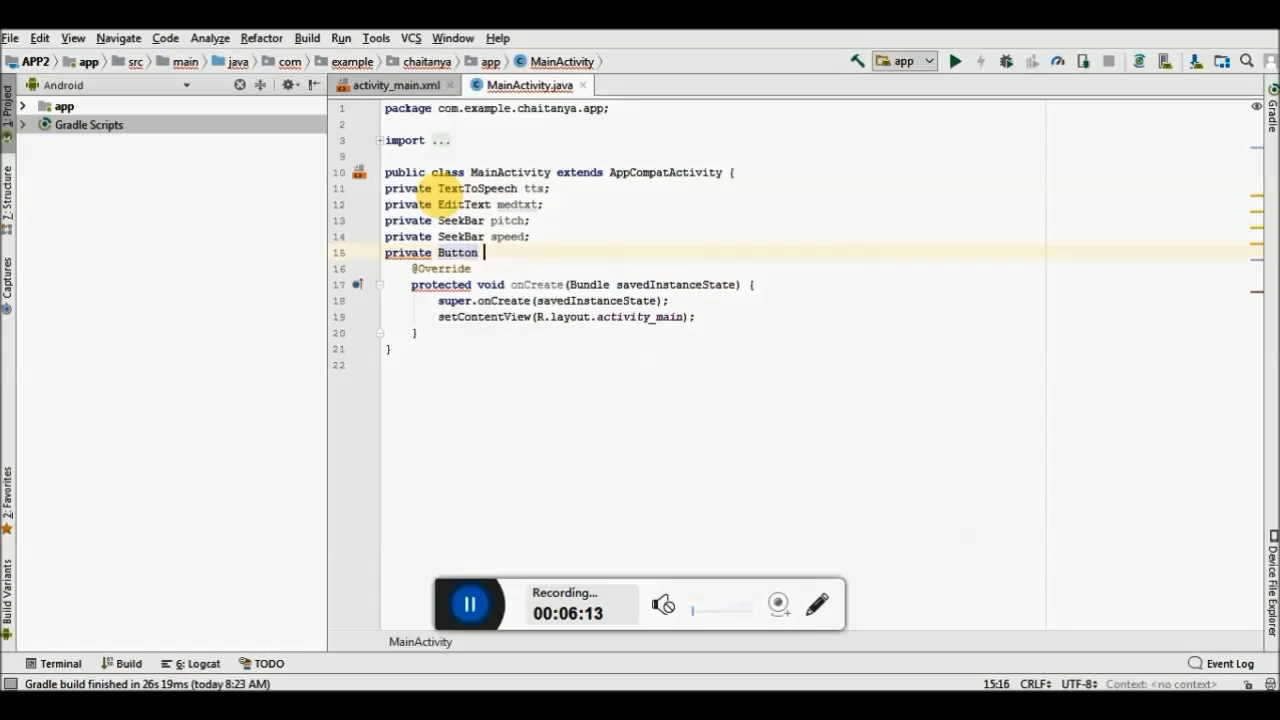 File Edit View Navigate Code Analyze Refactor Build Run Tools VCS Window Help
APP2 app src main java com example chaitanya app MainActivity app
1: Project
Android
activity_main.xml MainActivity.java
app
Gradle Scripts
1 package com.example.chaitanya.app;
2
3 import ...
9
10 public class MainActivity extends AppCompatActivity {
11 private TextToSpeech tts;
12 private EditText medtxt;
13 private SeekBar pitch;
14 private SeekBar speed;
15 private Button
16 @Override
17 protected void onCreate(Bundle savedInstanceState) {
18 super.onCreate(savedInstanceState);
19 setContentView(R.layout.activity_main);
20 }
21 }
22
7: Structure
Captures
2: Favorites
Build Variants
Gradle
Device File Explorer
Recording...
00:06:13
MainActivity
Terminal Build 6: Logcat TODO Event Log
Gradle build finished in 26s 19ms (today 8:23 AM) 15:16 CRLF UTF-8 Context: <no context>